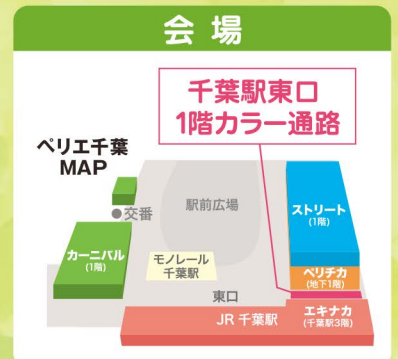 会場
千葉駅東口
1階カラー通路
ペリエ千葉
MAP
駅前広場
交番
ストリート
(1階)
カーニバル
(1階)
モノレール
千葉駅
ペリチカ
(地下1階)
東口
JR 千葉駅
エキナカ
(千葉駅3階)